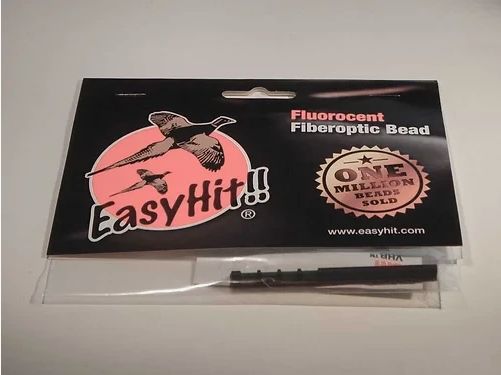 Fluorocent
Fiberoptic Bead
EasyHit!!®
ONE
MILLION
BEADS
SOLD
www.easyhit.com